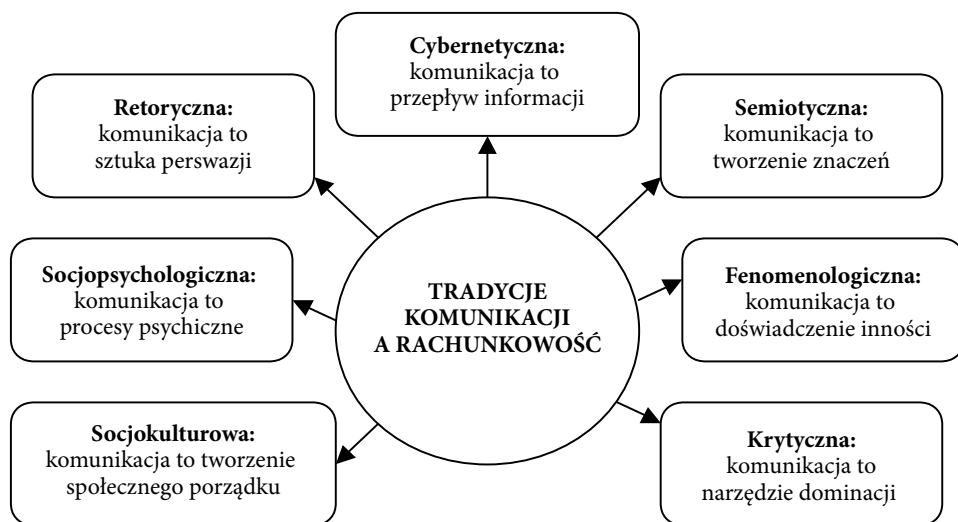 Cybernetyczna:
komunikacja to
przepływ informacji
Retoryczna:
komunikacja to
sztuka perswazji
Semiotyczna:
komunikacja to
tworzenie znaczeń
Socjopsychologiczna:
komunikacja to
procesy psychiczne
TRADYCJE
KOMUNIKACJI
A RACHUNKOWOŚĆ
Fenomenologiczna:
komunikacja to
doświadczenie inności
Socjokulturowa:
komunikacja to tworzenie
społecznego porządku
Krytyczna:
komunikacja to
narzędzie dominacji